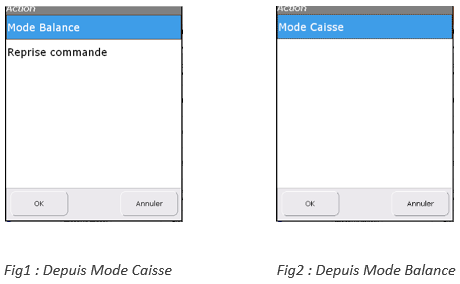 Action
Mode Balance
Reprise commande
OK
Annuler
Fig1 : Depuis Mode Caisse
Action
Mode Caisse
OK
Annuler
Fig2 : Depuis Mode Balance